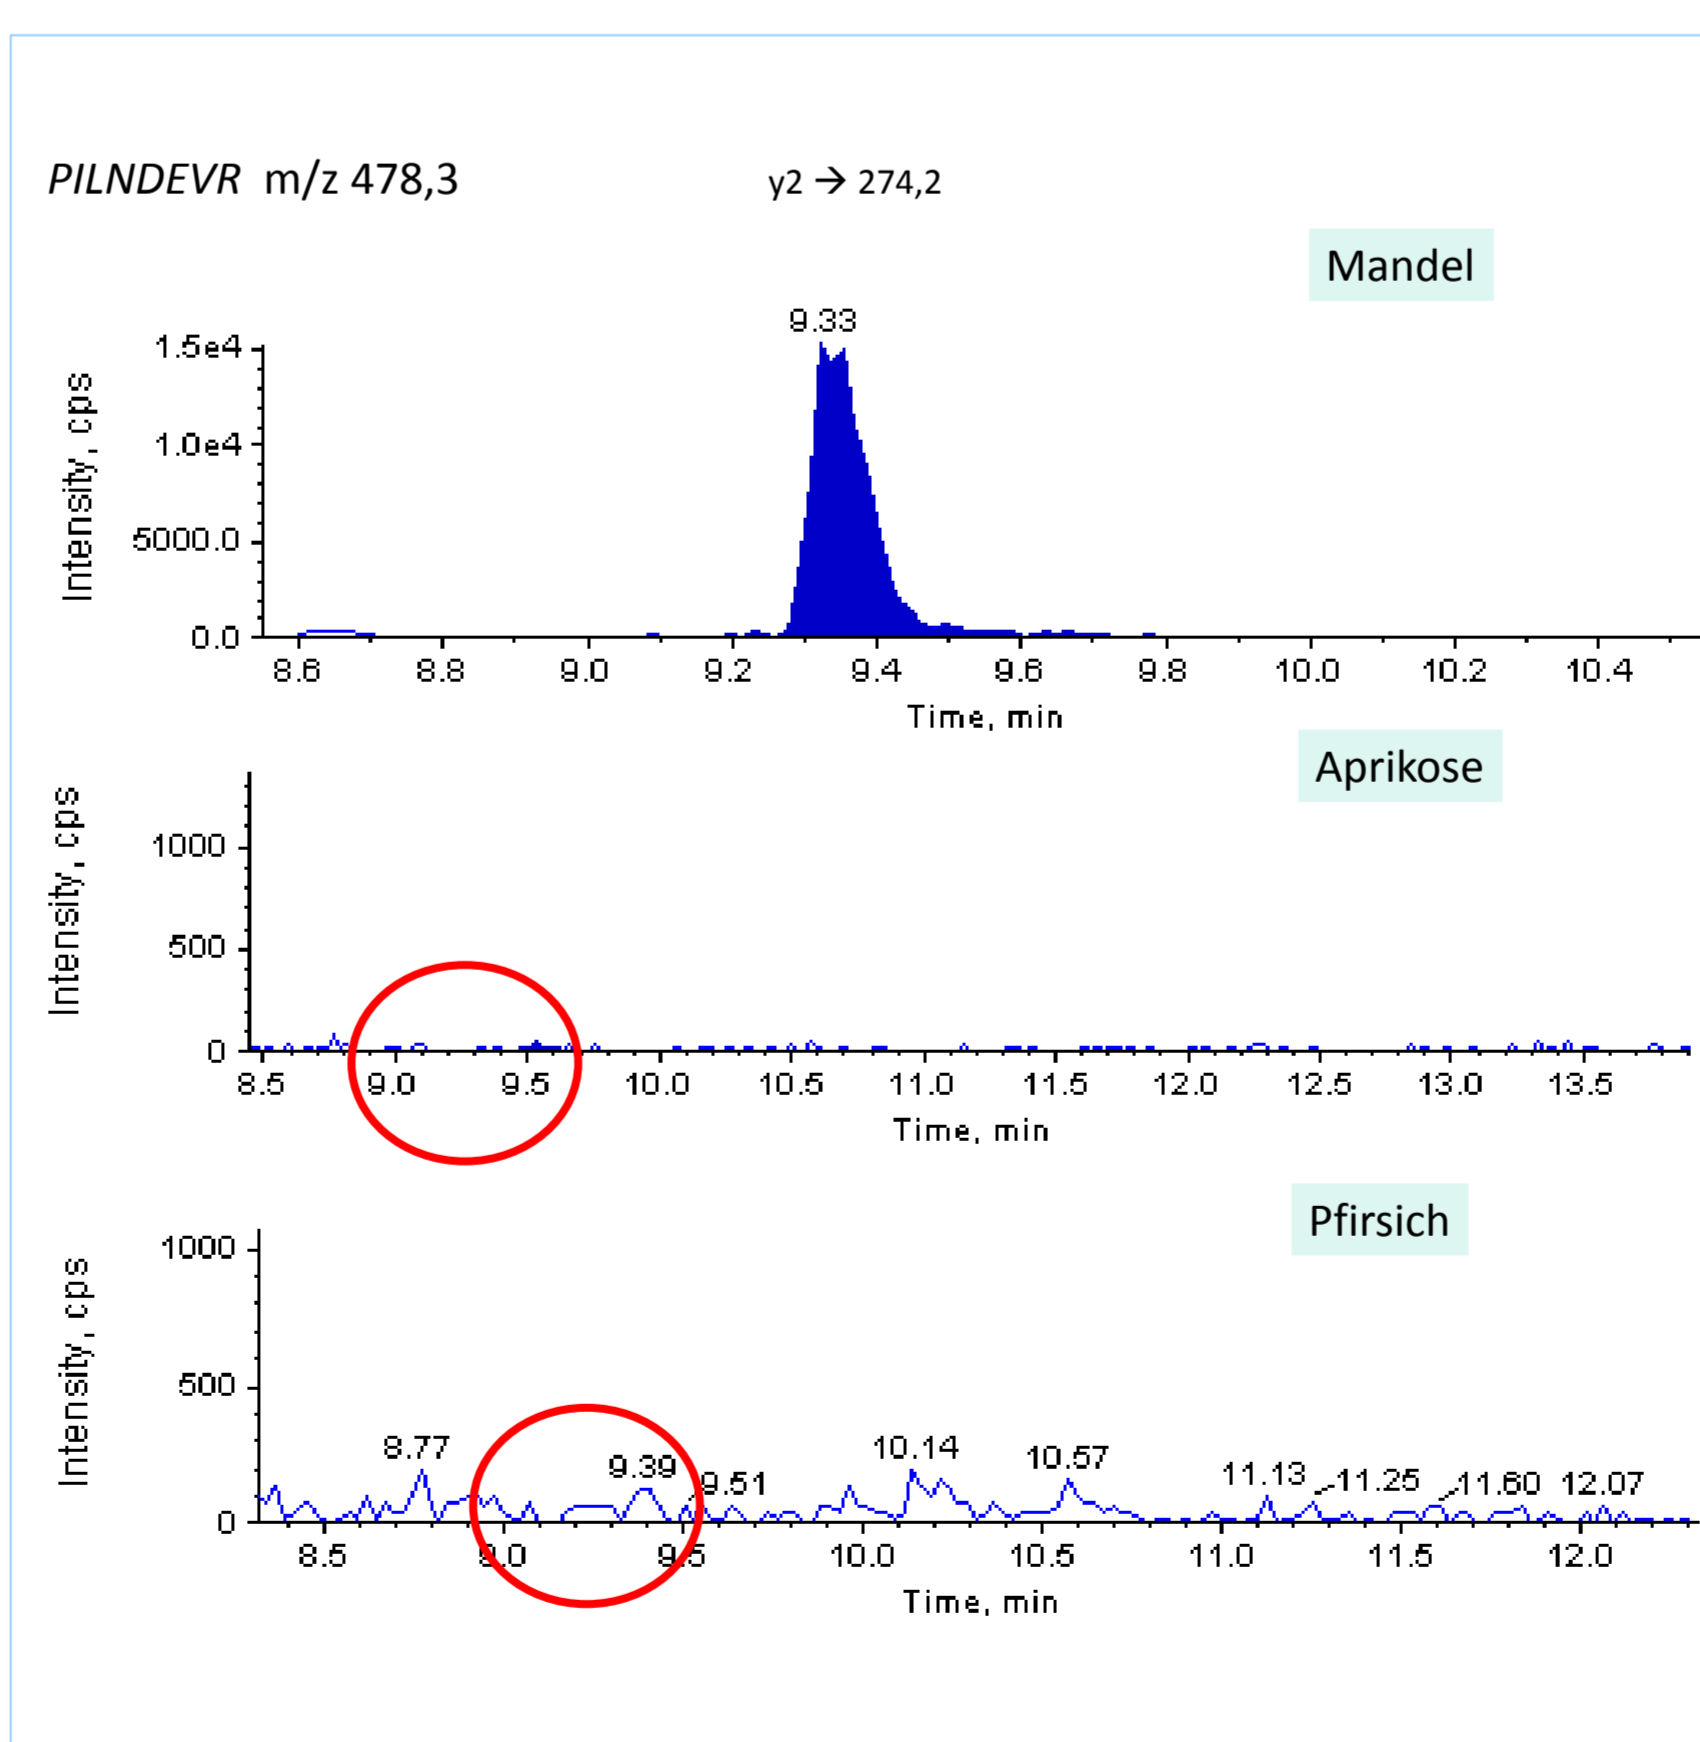 PILNDEVR m/z 478,3
y2 → 274,2
Mandel
9.33
Intensity, cps
1.5e4
1.0e4
5000.0
0.0
8.6 8.8 9.0 9.2 9.4 9.6 9.8 10.0 10.2 10.4
Time, min
Aprikose
Intensity, cps
1000
500
0
8.5 9.0 9.5 10.0 10.5 11.0 11.5 12.0 12.5 13.0 13.5
Time, min
Pfirsich
Intensity, cps
1000
500
0
8.77 9.39 9.51 10.14 10.57 11.13 11.25 11.60 12.07
8.5 9.0 9.5 10.0 10.5 11.0 11.5 12.0
Time, min